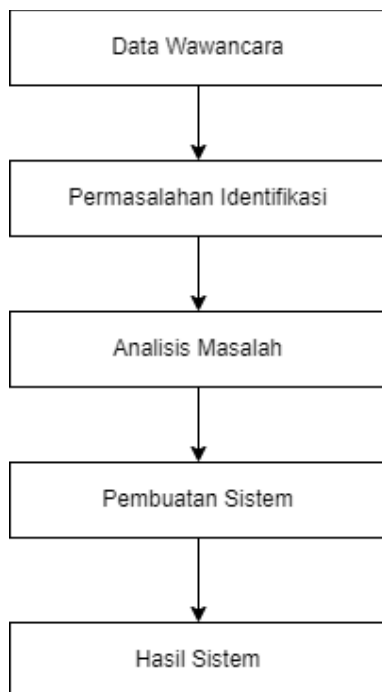 Data Wawancara
Permasalahan Identifikasi
Analisis Masalah
Pembuatan Sistem
Hasil Sistem